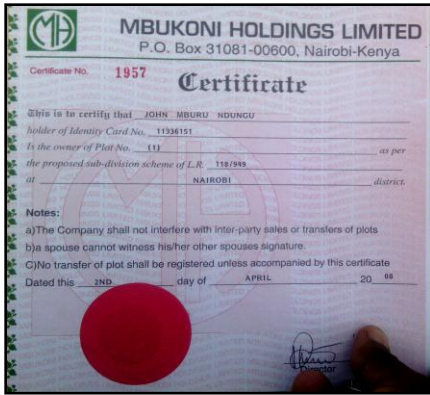 MH
MBUKONI HOLDINGS LIMITED
P.O. Box 31081-00600, Nairobi-Kenya
Certificate No. 1957
Certificate
This is to certify that JOHN MBURU NDUNGU
holder of Identity Card No. 11336151
Is the owner of Plot No. (1) as per
the proposed sub-division scheme of L.R. 118/999
at NAIROBI district.
Notes:
a)The Company shall not interfere with inter-party sales or transfers of plots
b)a spouse cannot witness his/her other spouses signature.
C)No transfer of plot shall be registered unless accompanied by this certificate
Dated this 2ND day of APRIL 20 08
Director